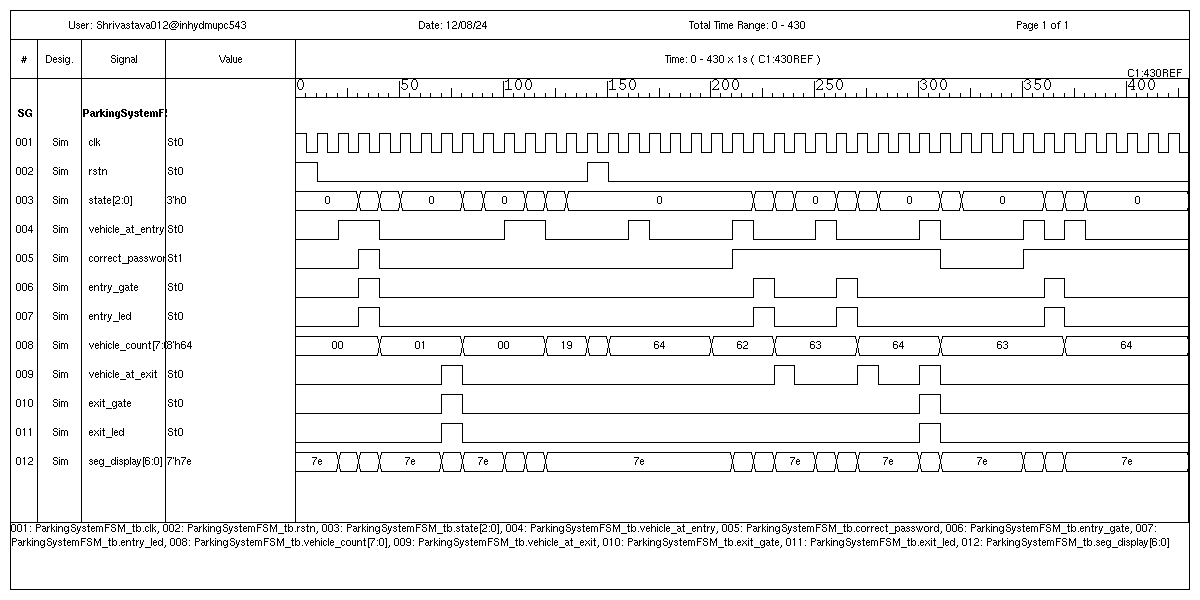 User: Shrivastava012@inhydmupc543 Date: 12/08/24 Total Time Range: 0 - 430 Page 1 of 1
# Desig. Signal Value Time: 0 - 430 x 1s ( C1:430REF )
C1:430REF
0 50 100 150 200 250 300 350 400
SG ParkingSystemF
001 Sim clk St0
002 Sim rstn St0
003 Sim state[2:0] 3'h0 0 0 0 0 0 0 0 0
004 Sim vehicle_at_entry St0
005 Sim correct_passwor St1
006 Sim entry_gate St0
007 Sim entry_led St0
008 Sim vehicle_count[7: 8'h64 00 01 00 19 64 62 63 64 63 64
009 Sim vehicle_at_exit St0
010 Sim exit_gate St0
011 Sim exit_led St0
012 Sim seg_display[6:0] 7'h7e 7e 7e 7e 7e 7e 7e 7e 7e
001: ParkingSystemFSM_tb.clk, 002: ParkingSystemFSM_tb.rstn, 003: ParkingSystemFSM_tb.state[2:0], 004: ParkingSystemFSM_tb.vehicle_at_entry, 005: ParkingSystemFSM_tb.correct_password, 006: ParkingSystemFSM_tb.entry_gate, 007:
ParkingSystemFSM_tb.entry_led, 008: ParkingSystemFSM_tb.vehicle_count[7:0], 009: ParkingSystemFSM_tb.vehicle_at_exit, 010: ParkingSystemFSM_tb.exit_gate, 011: ParkingSystemFSM_tb.exit_led, 012: ParkingSystemFSM_tb.seg_display[6:0]